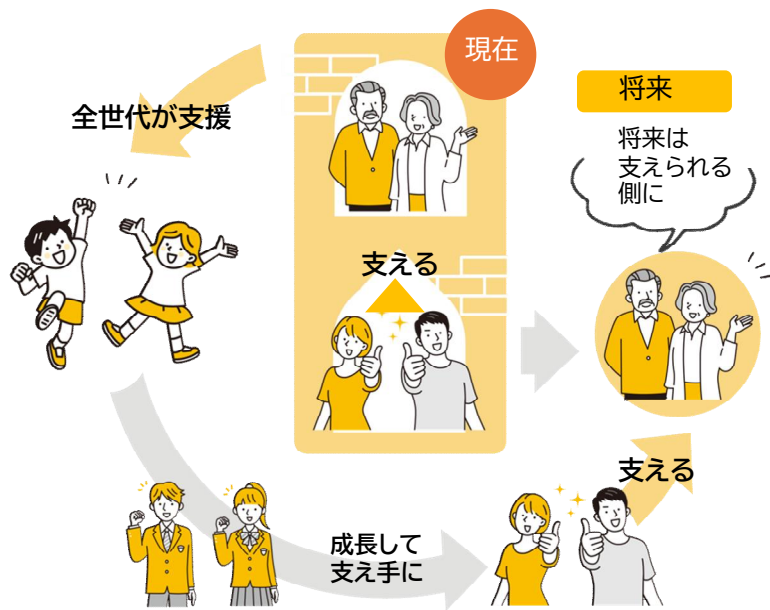 現在
全世代が支援
支える
将来
将来は
支えられる
側に
支える
成長して
支え手に